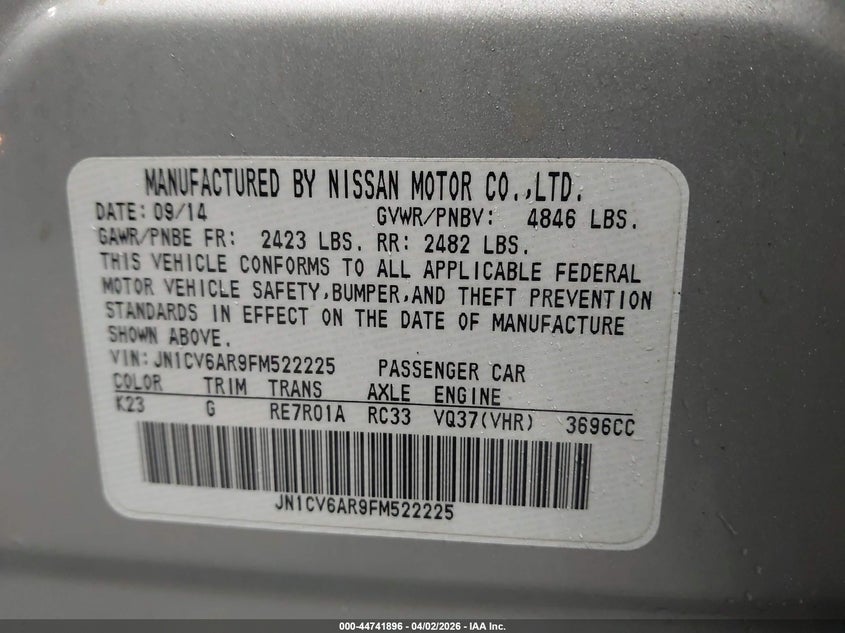 MANUFACTURED BY NISSAN MOTOR CO.,LTD.
DATE: 09/14 GVWR/PNBV: 4846 LBS.
GAWR/PNBE FR: 2423 LBS. RR: 2482 LBS.
THIS VEHICLE CONFORMS TO ALL APPLICABLE FEDERAL
MOTOR VEHICLE SAFETY,BUMPER,AND THEFT PREVENTION
STANDARDS IN EFFECT ON THE DATE OF MANUFACTURE
SHOWN ABOVE.
VIN:JN1CV6AR9FM522225 PASSENGER CAR
COLOR TRIM TRANS AXLE ENGINE
K23 G RE7R01A RC33 VQ37(VHR) 3696CC
JN1CV6AR9FM522225
000-44741896 - 04/02/2026 - IAA Inc.